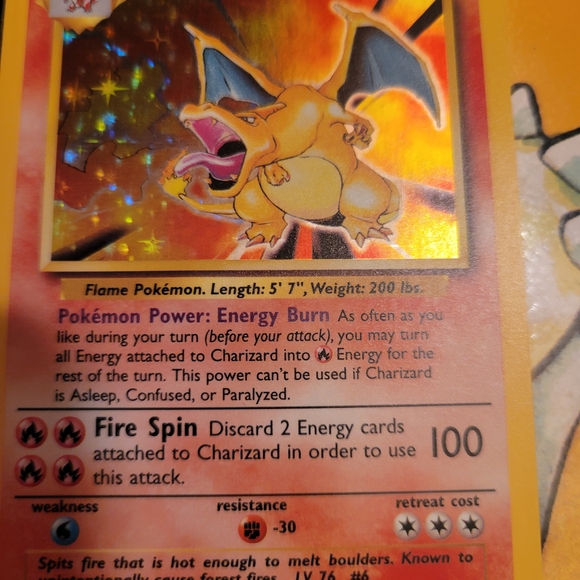 Flame Pokémon. Length: 5' 7", Weight: 200 lbs.
Pokémon Power: Energy Burn As often as you
like during your turn (before your attack), you may turn
all Energy attached to Charizard into Energy for the
rest of the turn. This power can't be used if Charizard
is Asleep, Confused, or Paralyzed.
Fire Spin Discard 2 Energy cards
attached to Charizard in order to use
this attack.
100
weakness
resistance
retreat cost
-30
Spits fire that is hot enough to melt boulders. Known to
unintentionally cause forest fires. LV. 76 #6